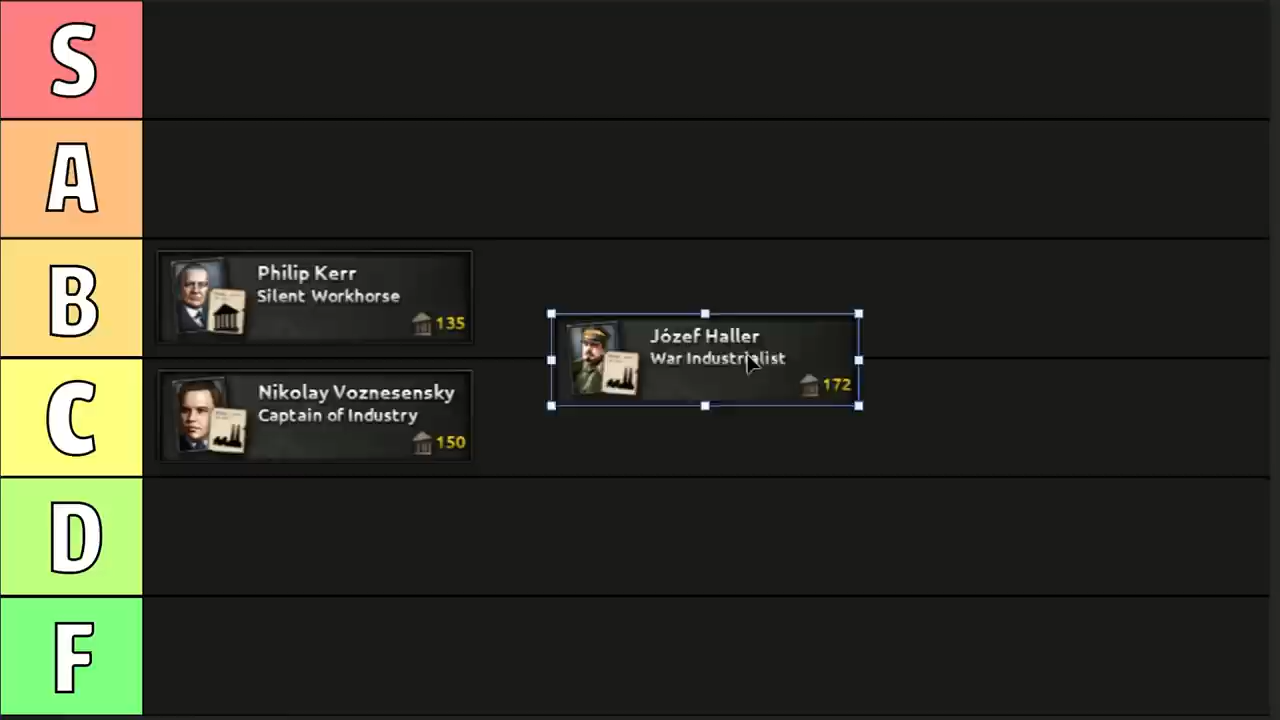 S
A
B
Philip Kerr
Silent Workhorse
135
Józef Haller
War Industrialist
172
C
Nikolay Voznesensky
Captain of Industry
150
D
F